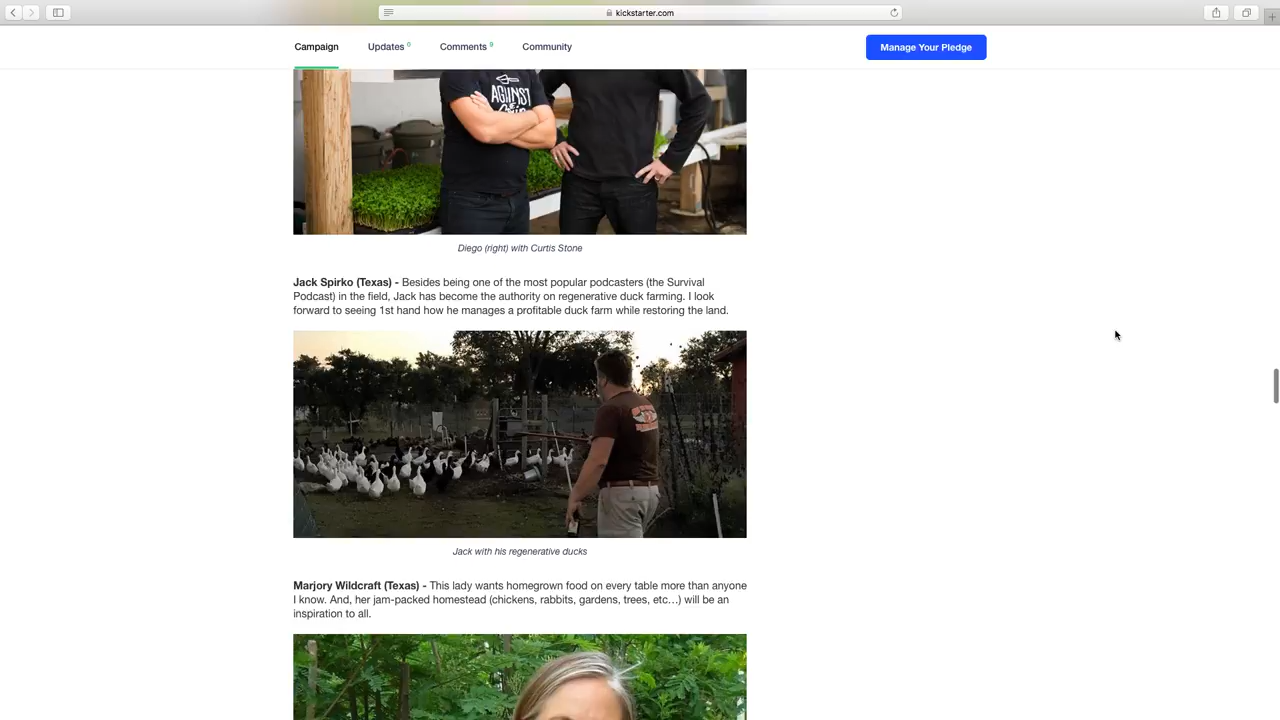 kickstarter.com
Campaign
Updates 6
Comments 9
Community
Manage Your Pledge
AGAINST
Diego (right) with Curtis Stone
Jack Spirko (Texas) - Besides being one of the most popular podcasters (the Survival
Podcast) in the field, Jack has become the authority on regenerative duck farming. I look
forward to seeing 1st hand how he manages a profitable duck farm while restoring the land.
Jack with his regenerative ducks
Marjory Wildcraft (Texas) - This lady wants homegrown food on every table more than anyone
I know. And, her jam-packed homestead (chickens, rabbits, gardens, trees, etc…) will be an
inspiration to all.